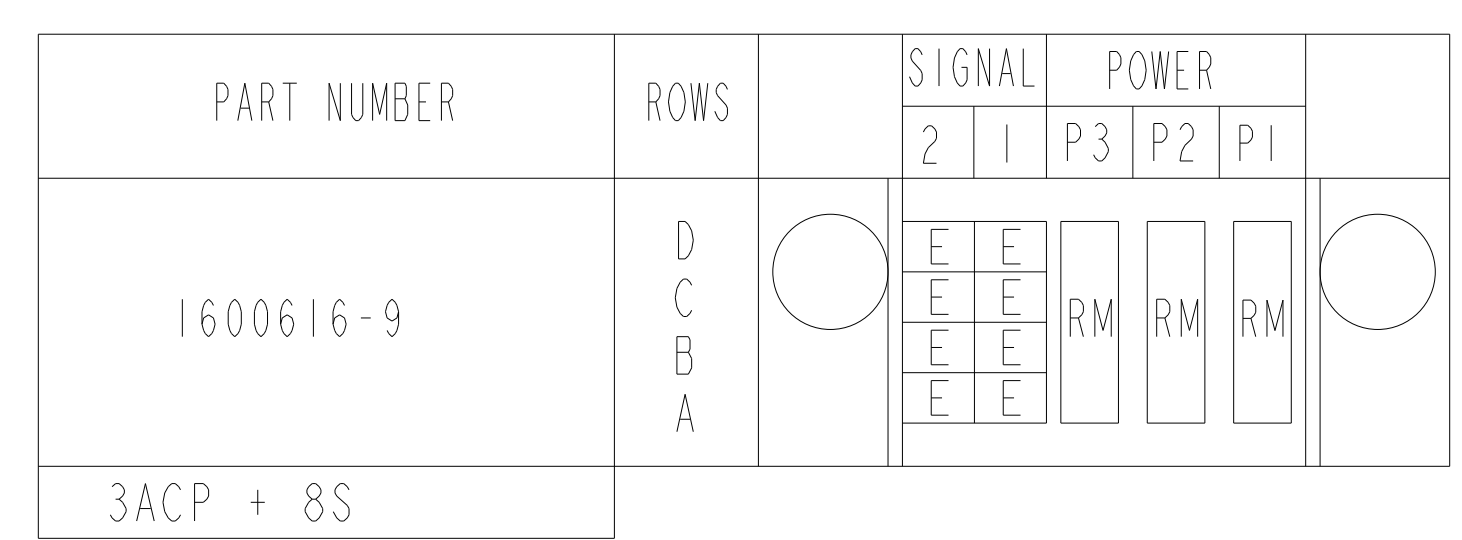 PART NUMBER ROWS SIGNAL POWER
2 1 P3 P2 P1
1600616-9
D E E
C E E
B E E
A E E
RM RM RM
3ACP + 8S